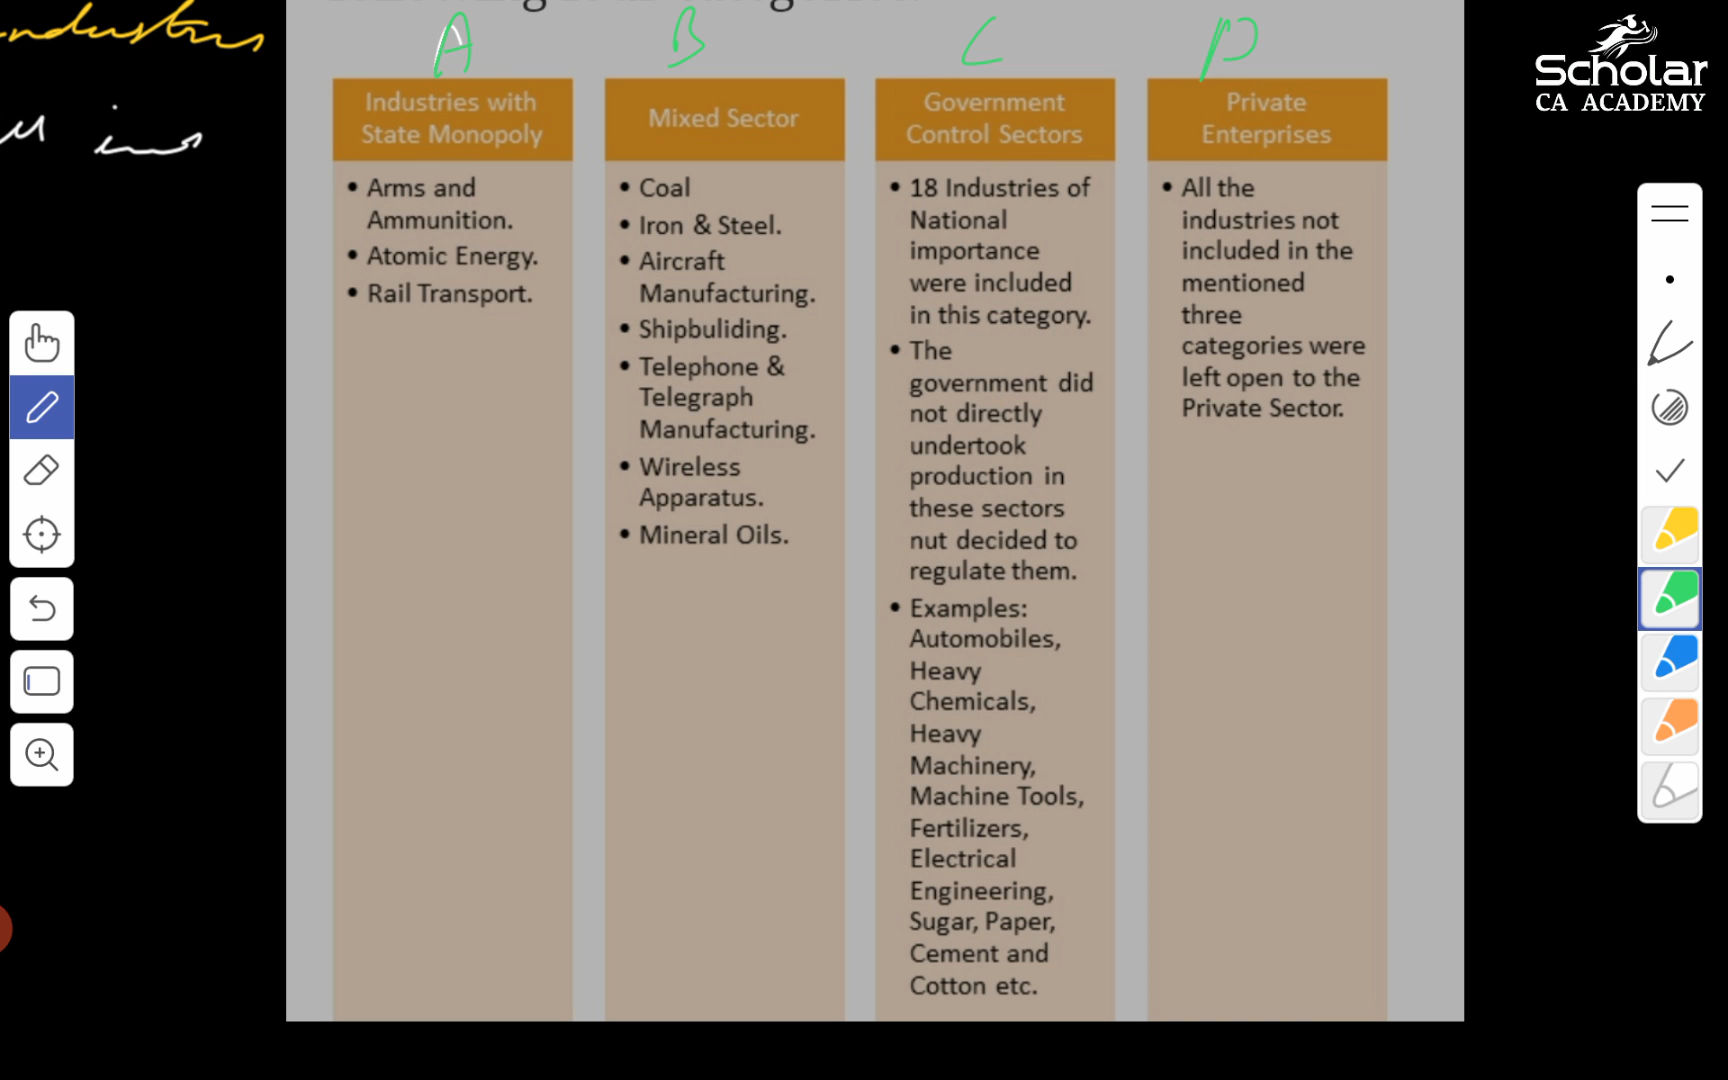 industries
A
B
C
D
Scholar
CA ACADEMY
Industries with
State Monopoly
• Arms and
Ammunition.
• Atomic Energy.
• Rail Transport.
Mixed Sector
• Coal
• Iron & Steel.
• Aircraft
Manufacturing.
• Shipbuliding.
• Telephone &
Telegraph
Manufacturing.
• Wireless
Apparatus.
• Mineral Oils.
Government
Control Sectors
• 18 Industries of
National
importance
were included
in this category.
• The
government did
not directly
undertook
production in
these sectors
nut decided to
regulate them.
• Examples:
Automobiles,
Heavy
Chemicals,
Heavy
Machinery,
Machine Tools,
Fertilizers,
Electrical
Engineering,
Sugar, Paper,
Cement and
Cotton etc.
Private
Enterprises
• All the
industries not
included in the
mentioned
three
categories were
left open to the
Private Sector.